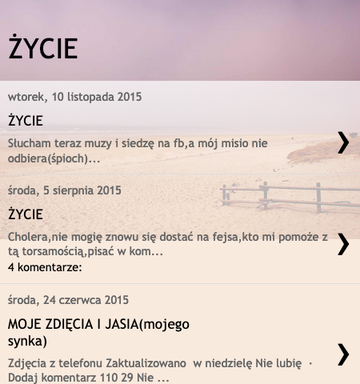 ŻYCIE
wtorek, 10 listopada 2015
ŻYCIE
Słucham teraz muzy i siedzę na fb,a mój misio nie
odbiera(śpioch)...
środa, 5 sierpnia 2015
ŻYCIE
Cholera,nie mogię znowu się dostać na fejsa,kto mi pomoże z
tą torsamością,pisać w kom...
4 komentarze:
środa, 24 czerwca 2015
MOJE ZDIĘCIA I JASIA(mojego
synka)
Zdjęcia z telefonu Zaktualizowano  w niedzielę Nie lubię  ·
Dodaj komentarz 110 29 Nie ...